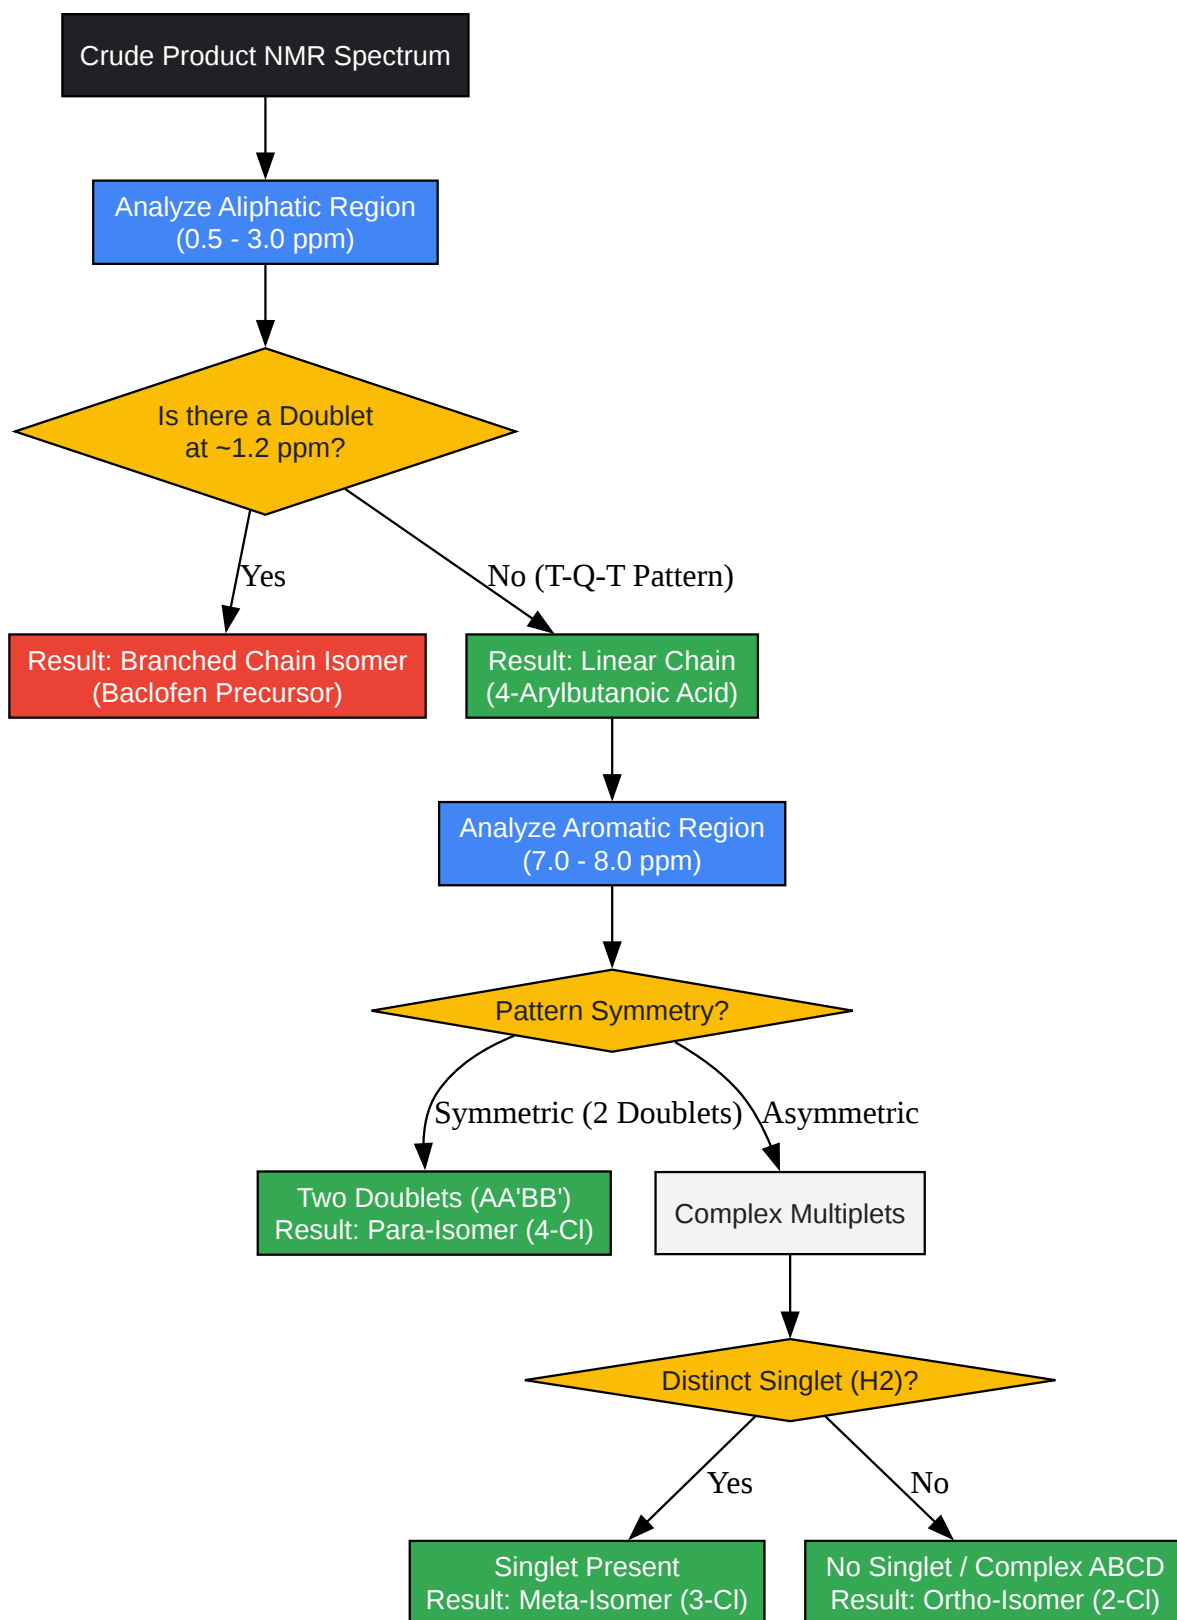 Crude Product NMR Spectrum
Analyze Aliphatic Region
(0.5 - 3.0 ppm)
Is there a Doublet
at ~1.2 ppm?
Yes
No (T-Q-T Pattern)
Result: Branched Chain Isomer
(Baclofen Precursor)
Result: Linear Chain
(4-Arylbutanoic Acid)
Analyze Aromatic Region
(7.0 - 8.0 ppm)
Pattern Symmetry?
Symmetric (2 Doublets)
Asymmetric
Two Doublets (AA'BB')
Result: Para-Isomer (4-Cl)
Complex Multiplets
Distinct Singlet (H2)?
Yes
No
Singlet Present
Result: Meta-Isomer (3-Cl)
No Singlet / Complex ABCD
Result: Ortho-Isomer (2-Cl)